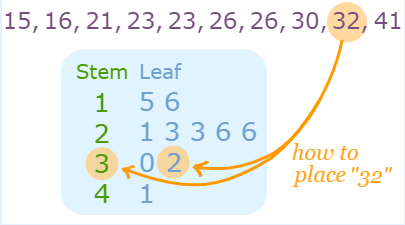 15, 16, 21, 23, 23, 26, 26, 30, 32, 41
Stem Leaf
1 5 6
2 1 3 3 6 6
3 0 2
4 1
how to
place "32"